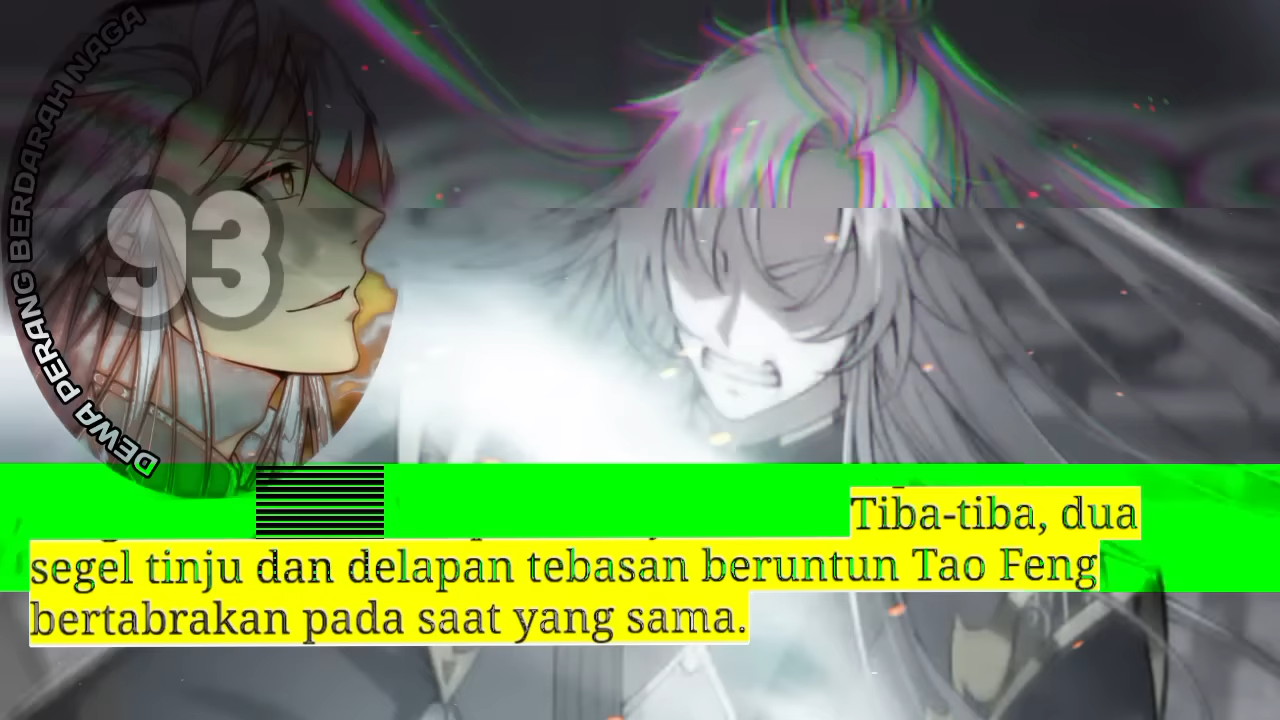 DEWA PERANG BERDARAH NAGA
93
Tiba-tiba, dua
segel tinju dan delapan tebasan beruntun Tao Feng
bertabrakan pada saat yang sama.